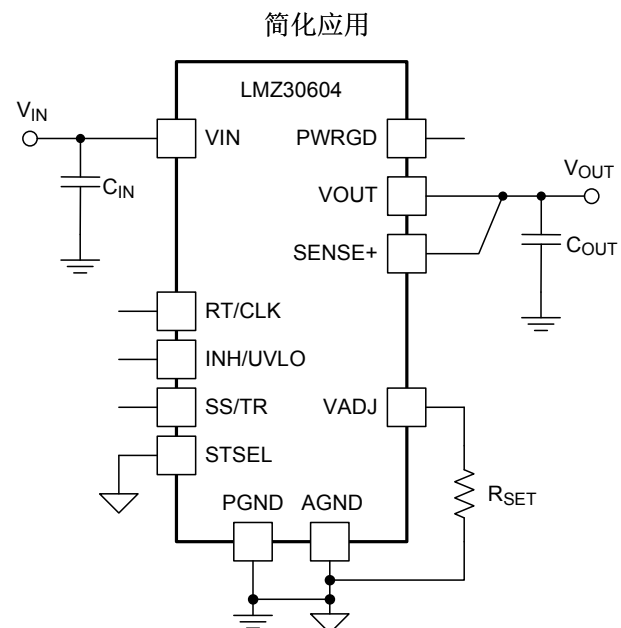 简化应用
LMZ30604
VIN
VIN
PWRGD
CIN
VOUT
VOUT
SENSE+
COUT
RT/CLK
INH/UVLO
SS/TR
VADJ
STSEL
RSET
PGND
AGND